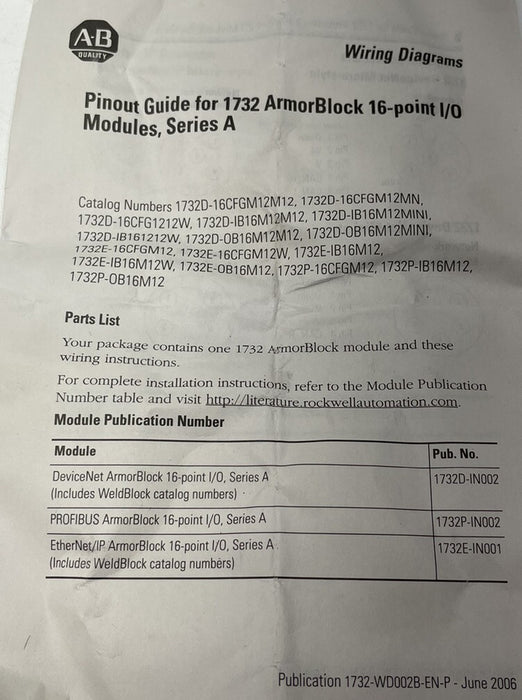 A-B
QUALITY
Wiring Diagrams
Pinout Guide for 1732 ArmorBlock 16-point I/O
Modules, Series A
Catalog Numbers 1732D-16CFGM12M12, 1732D-16CFGM12MN,
1732D-16CFG1212W, 1732D-IB16M12M12, 1732D-IB16M12MINI,
1732D-IB161212W, 1732D-OB16M12M12, 1732D-OB16M12MINI,
1732E-16CFGM12, 1732E-16CFGM12W, 1732E-IB16M12,
1732E-IB16M12W, 1732E-OB16M12, 1732P-16CFGM12, 1732P-IB16M12,
1732P-OB16M12
Parts List
Your package contains one 1732 ArmorBlock module and these
wiring instructions.
For complete installation instructions, refer to the Module Publication
Number table and visit http://literature.rockwellautomation.com.
Module Publication Number
Module Pub. No.
DeviceNet ArmorBlock 16-point I/O, Series A 1732D-IN002
(Includes WeldBlock catalog numbers)
PROFIBUS ArmorBlock 16-point I/O, Series A 1732P-IN002
EtherNet/IP ArmorBlock 16-point I/O, Series A 1732E-IN001
(Includes WeldBlock catalog numbers)
Publication 1732-WD002B-EN-P - June 2006